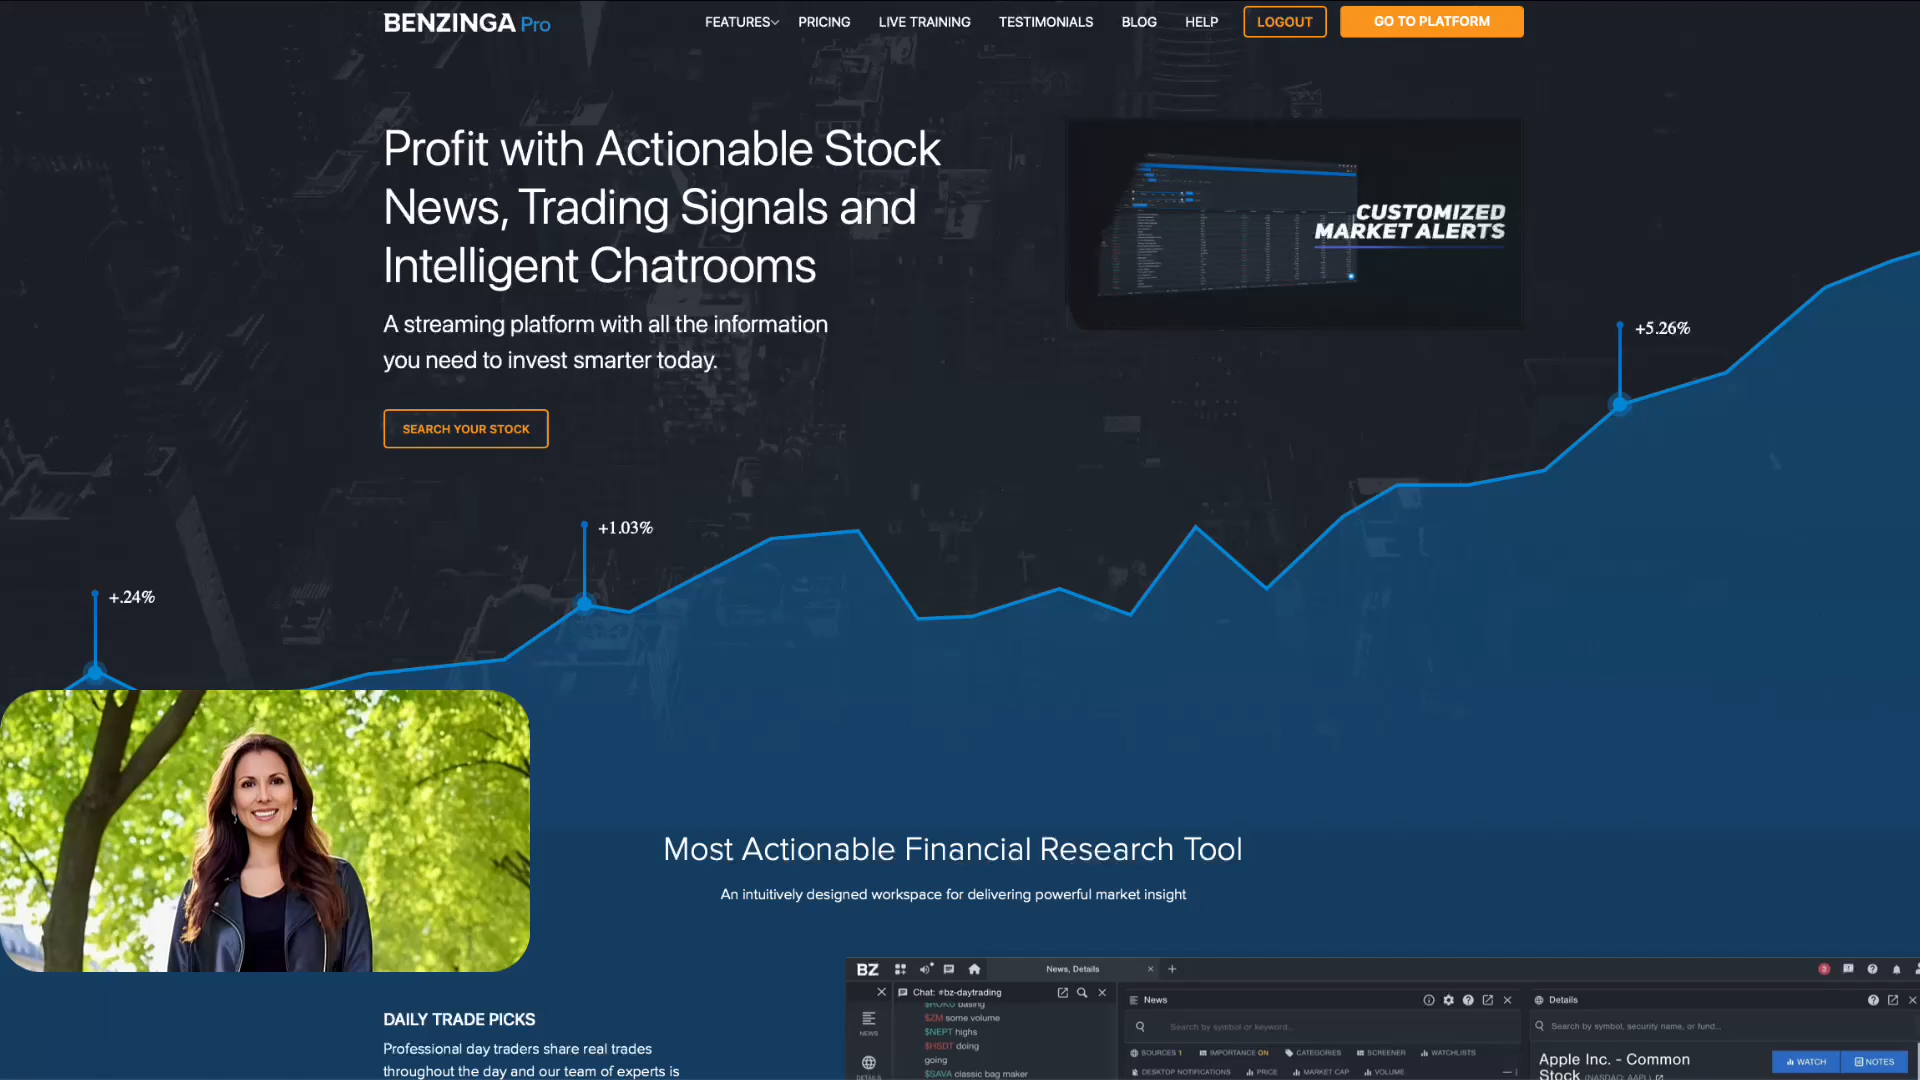 BENZINGA Pro
FEATURES
PRICING
LIVE TRAINING
TESTIMONIALS
BLOG
HELP
LOGOUT
GO TO PLATFORM
Profit with Actionable Stock
News, Trading Signals and
Intelligent Chatrooms
A streaming platform with all the information
you need to invest smarter today.
SEARCH YOUR STOCK
CUSTOMIZED
MARKET ALERTS
+5.26%
+1.03%
+.24%
Most Actionable Financial Research Tool
An intuitively designed workspace for delivering powerful market insight
DAILY TRADE PICKS
Professional day traders share real trades
throughout the day and our team of experts is
BZ
News, Details
3
Chat: #bz-daytrading
$ZM some volume
$NEPT highs
$HSDT doing
going
$SAVA classic bag maker
NEWS
DETAILS
News
Search by symbol or keyword...
SOURCES 1
IMPORTANCE ON
CATEGORIES
SCREENER
WATCHLISTS
DESKTOP NOTIFICATIONS
PRICE
MARKET CAP
VOLUME
Details
Search by symbol, security name, or fund...
Apple Inc. - Common
Stock (NASDAQ: AAPL)
WATCH
NOTES